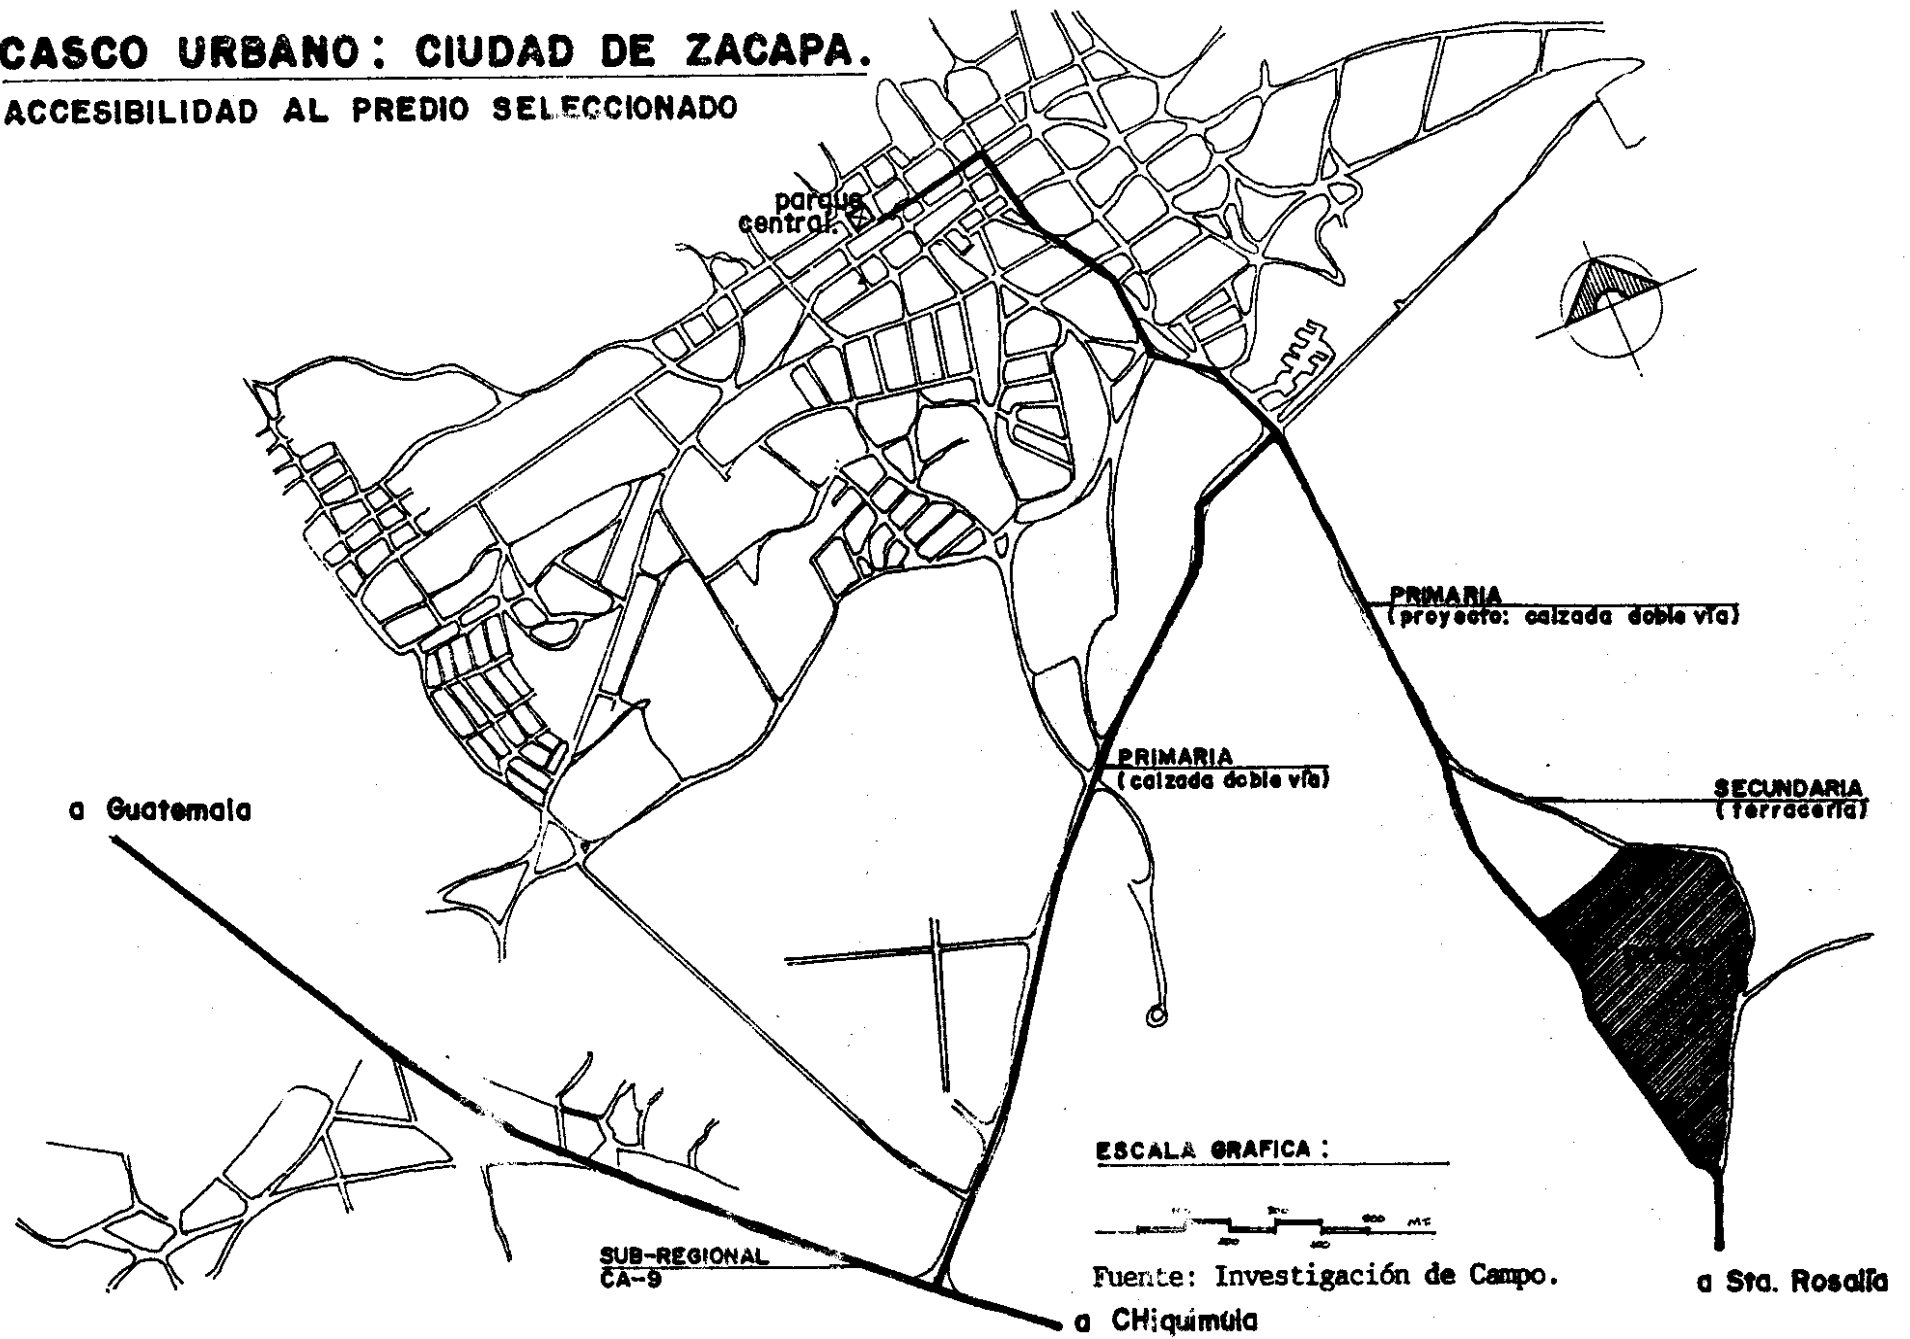 CASCO URBANO: CIUDAD DE ZACAPA.
ACCESIBILIDAD AL PREDIO SELECCIONADO
parque
central.
PRIMARIA
(proyecto: calzada doble vía)
PRIMARIA
(calzada doble vía)
SECUNDARIA
(terracería)
a Guatemala
ESCALA GRAFICA:
MT
SUB-REGIONAL
CA-9
Fuente: Investigación de Campo.
a Sta. Rosalía
a CHiquimula